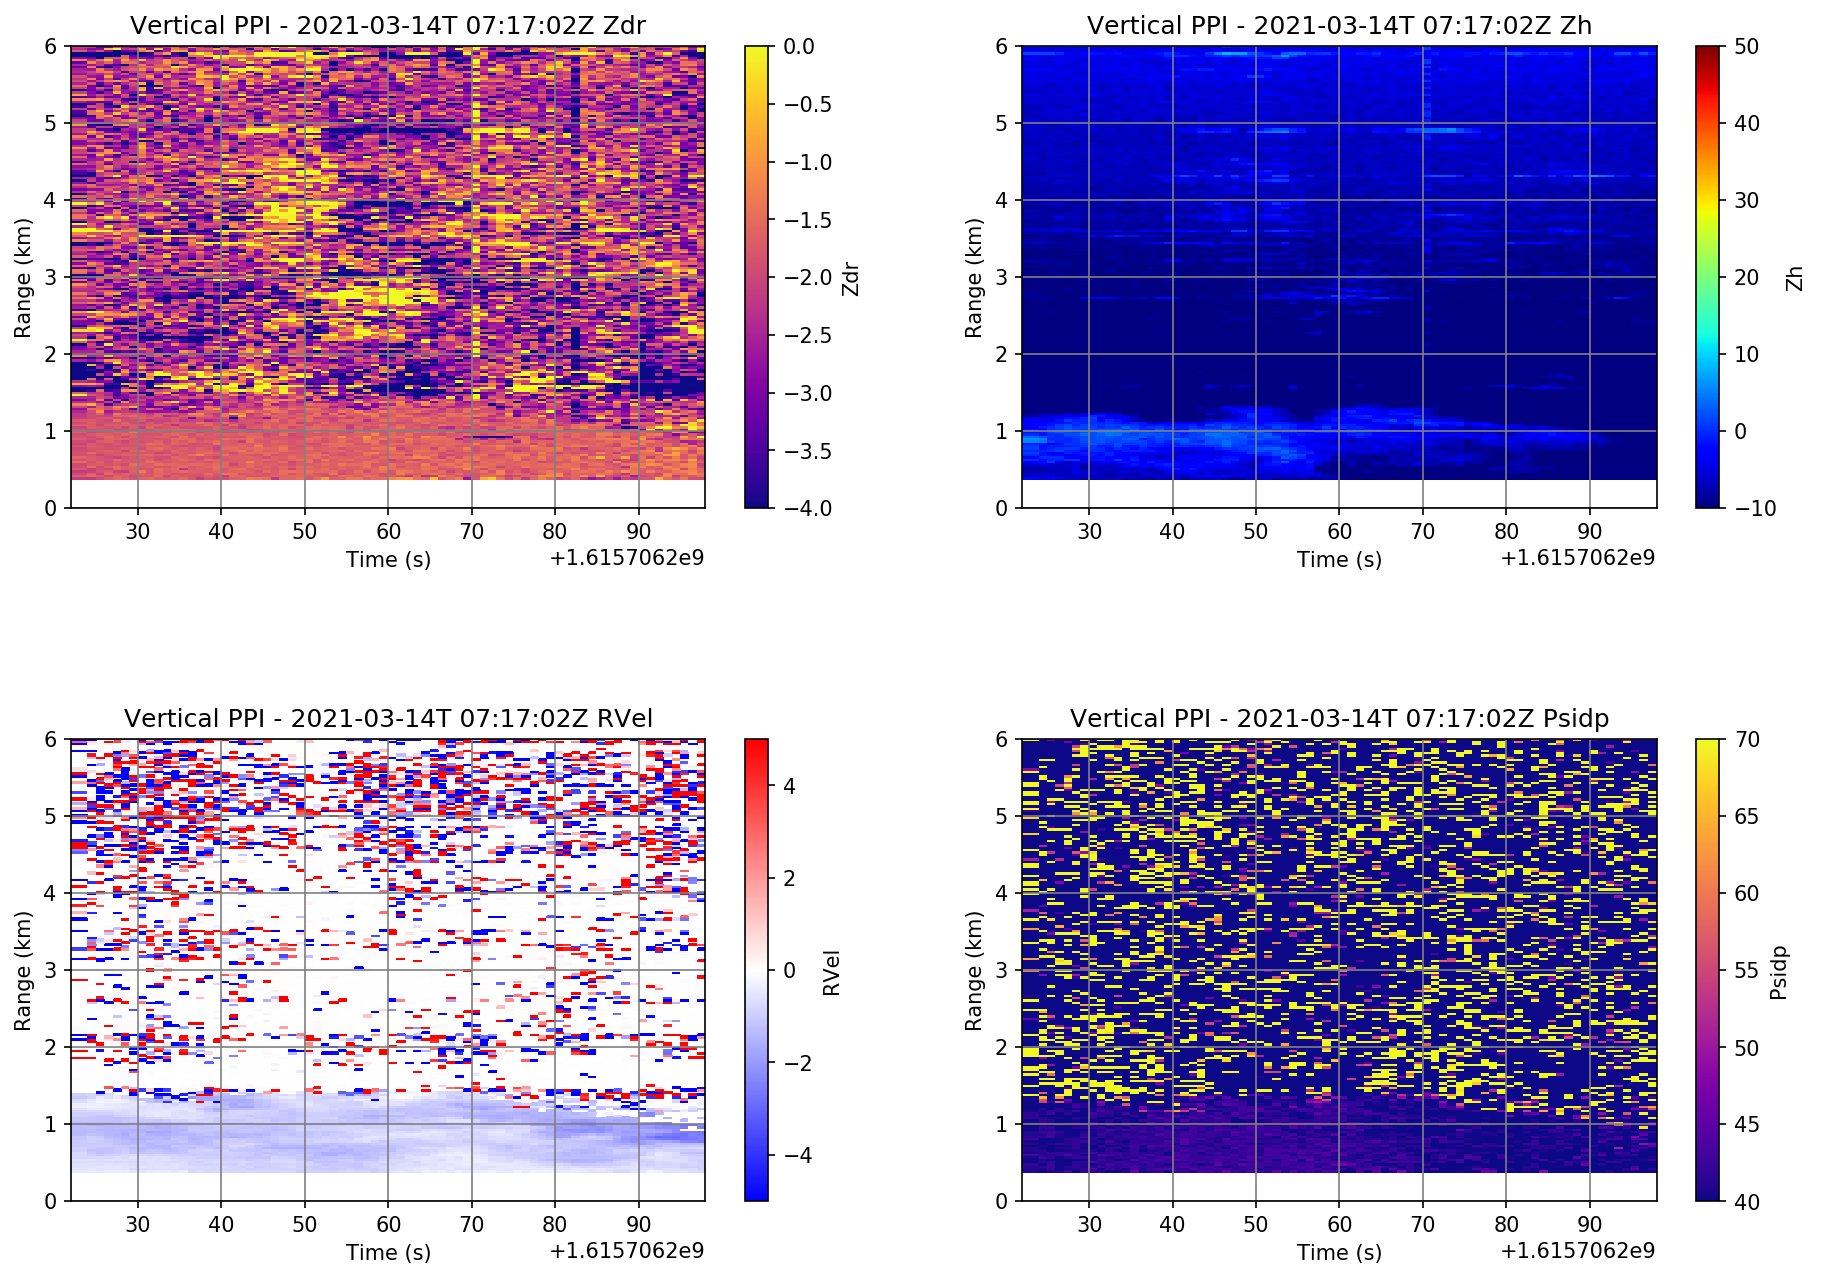 Vertical PPI - 2021-03-14T 07:17:02Z Zdr
6
5
4
3
2
1
0
Range (km)
30 40 50 60 70 80 90
Time (s)
+1.6157062e9
0.0
−0.5
−1.0
−1.5
−2.0
−2.5
−3.0
−3.5
−4.0
Zdr
Vertical PPI - 2021-03-14T 07:17:02Z Zh
6
5
4
3
2
1
0
Range (km)
30 40 50 60 70 80 90
Time (s)
+1.6157062e9
50
40
30
20
10
0
−10
Zh
Vertical PPI - 2021-03-14T 07:17:02Z RVel
6
5
4
3
2
1
0
Range (km)
30 40 50 60 70 80 90
Time (s)
+1.6157062e9
4
2
0
−2
−4
RVel
Vertical PPI - 2021-03-14T 07:17:02Z Psidp
6
5
4
3
2
1
0
Range (km)
30 40 50 60 70 80 90
Time (s)
+1.6157062e9
70
65
60
55
50
45
40
Psidp